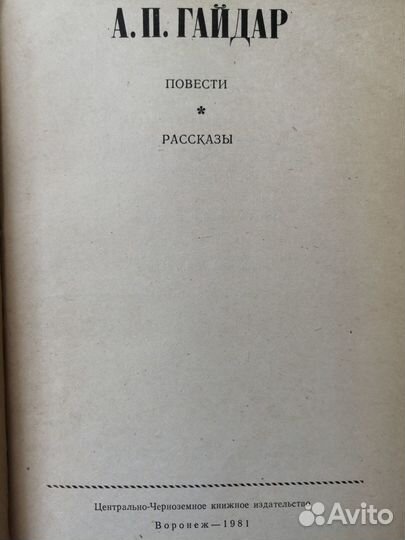 А. П. ГАЙДАР
ПОВЕСТИ
*
РАССКАЗЫ
Центрально-Черноземное книжное издательство
Воронеж—1981
Avito